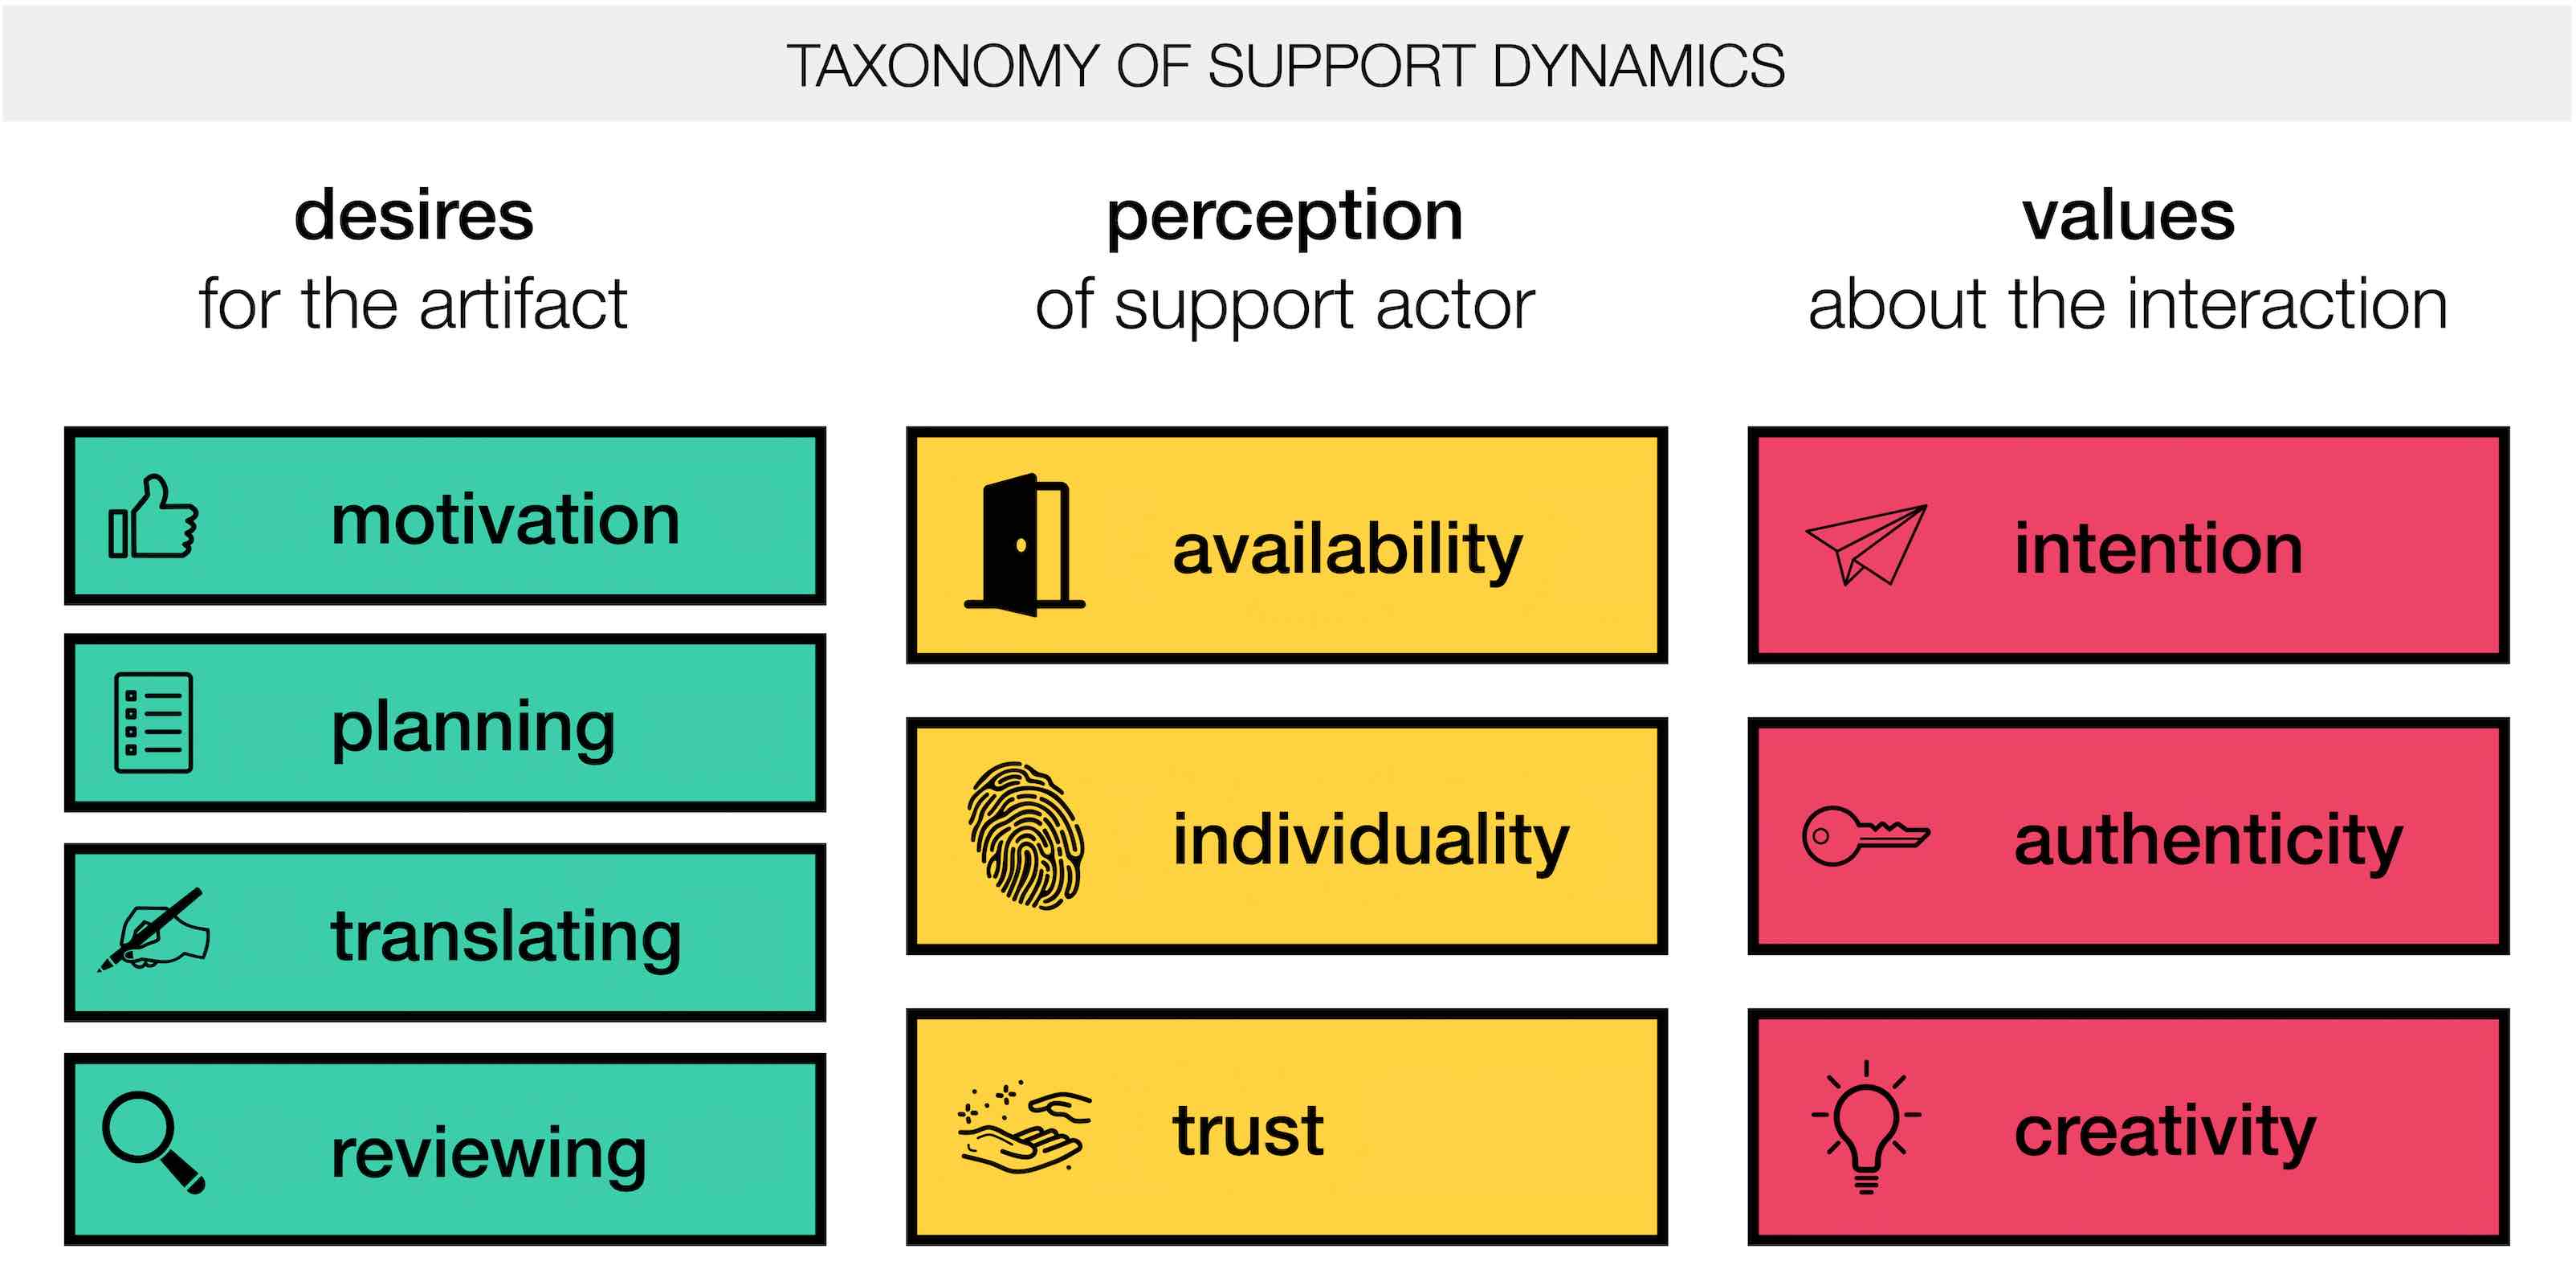 TAXONOMY OF SUPPORT DYNAMICS
desires
for the artifact
motivation
planning
translating
reviewing
perception
of support actor
availability
individuality
trust
values
about the interaction
intention
authenticity
creativity